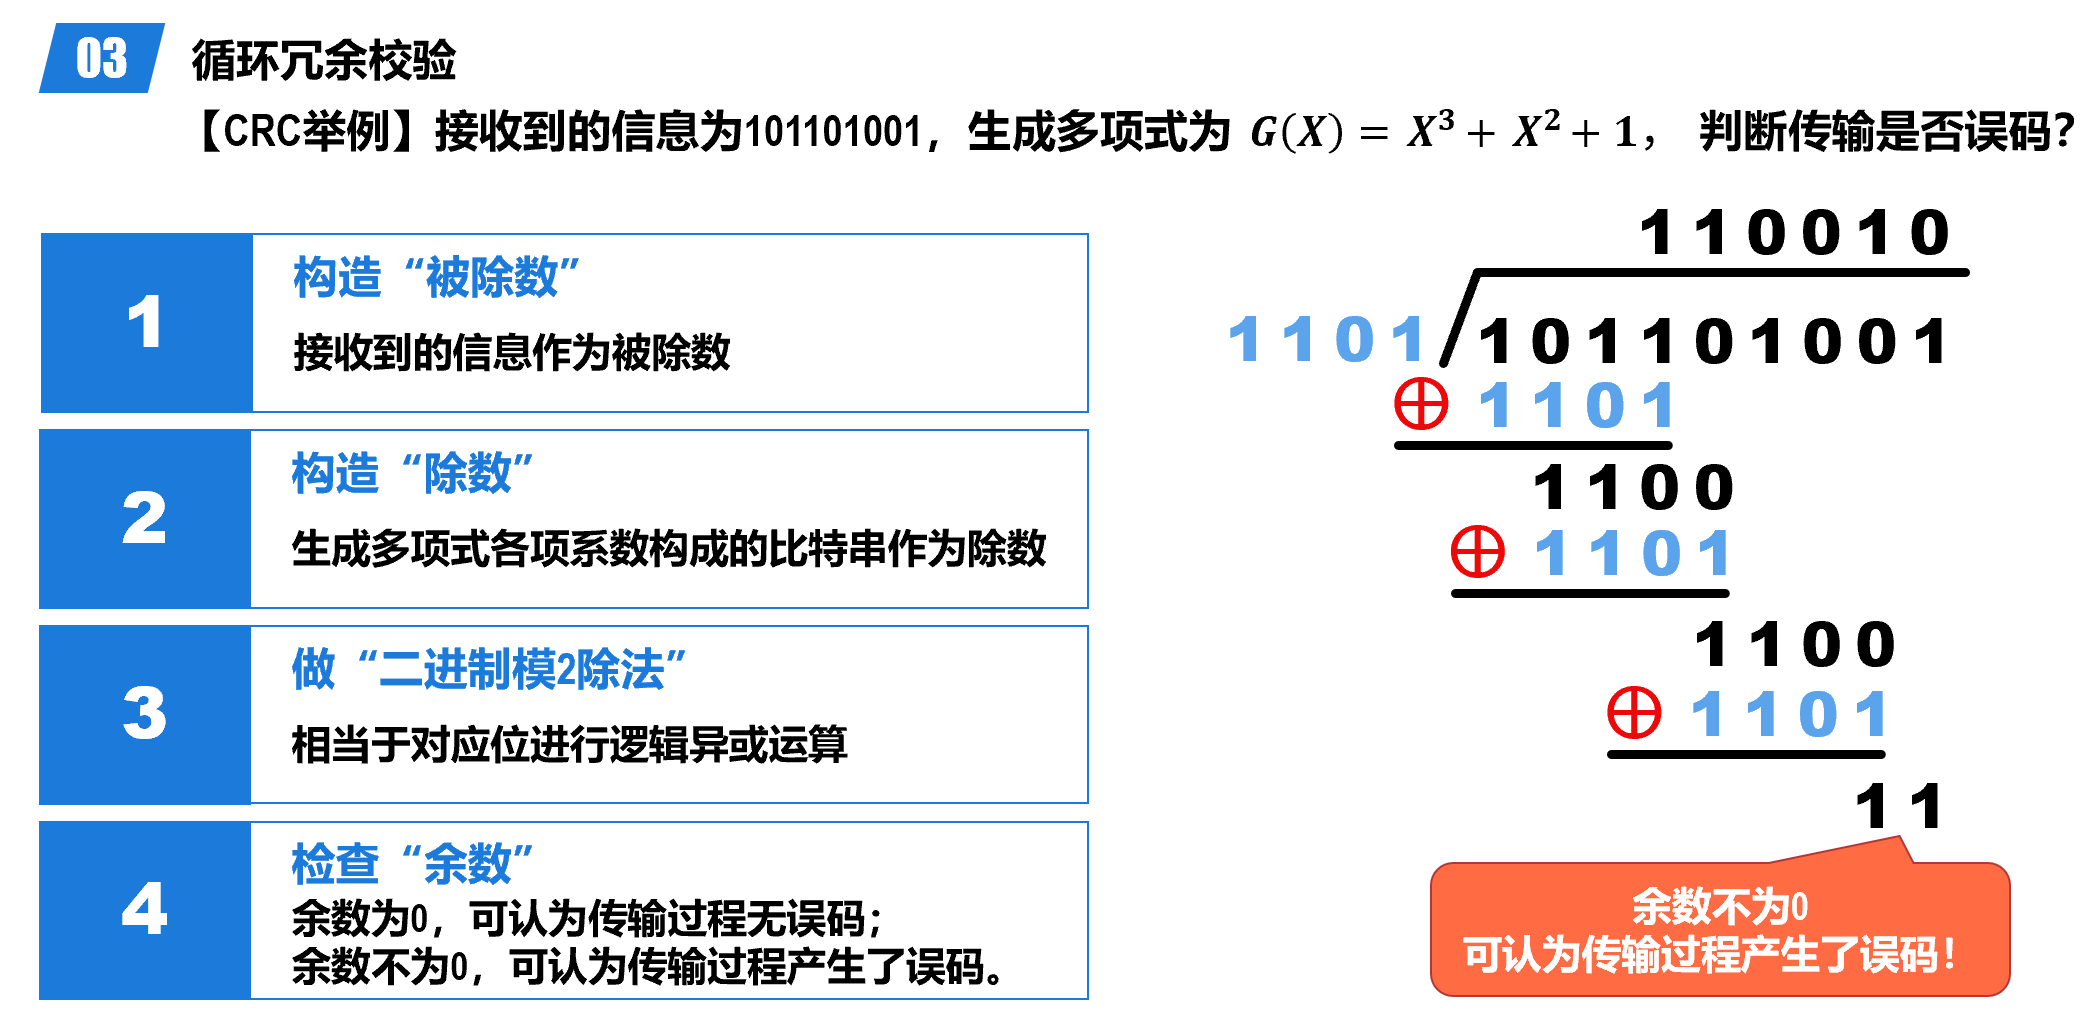 03 循环冗余校验
【CRC举例】接收到的信息为101101001，生成多项式为 G(X) = X³ + X² + 1， 判断传输是否误码？
1
构造“被除数”
接收到的信息作为被除数
2
构造“除数”
生成多项式各项系数构成的比特串作为除数
3
做“二进制模2除法”
相当于对应位进行逻辑异或运算
4
检查“余数”
余数为0，可认为传输过程无误码；
余数不为0，可认为传输过程产生了误码。
110010
1101 101101001
⊕ 1101
1100
⊕ 1101
1100
⊕ 1101
11
余数不为0
可认为传输过程产生了误码！